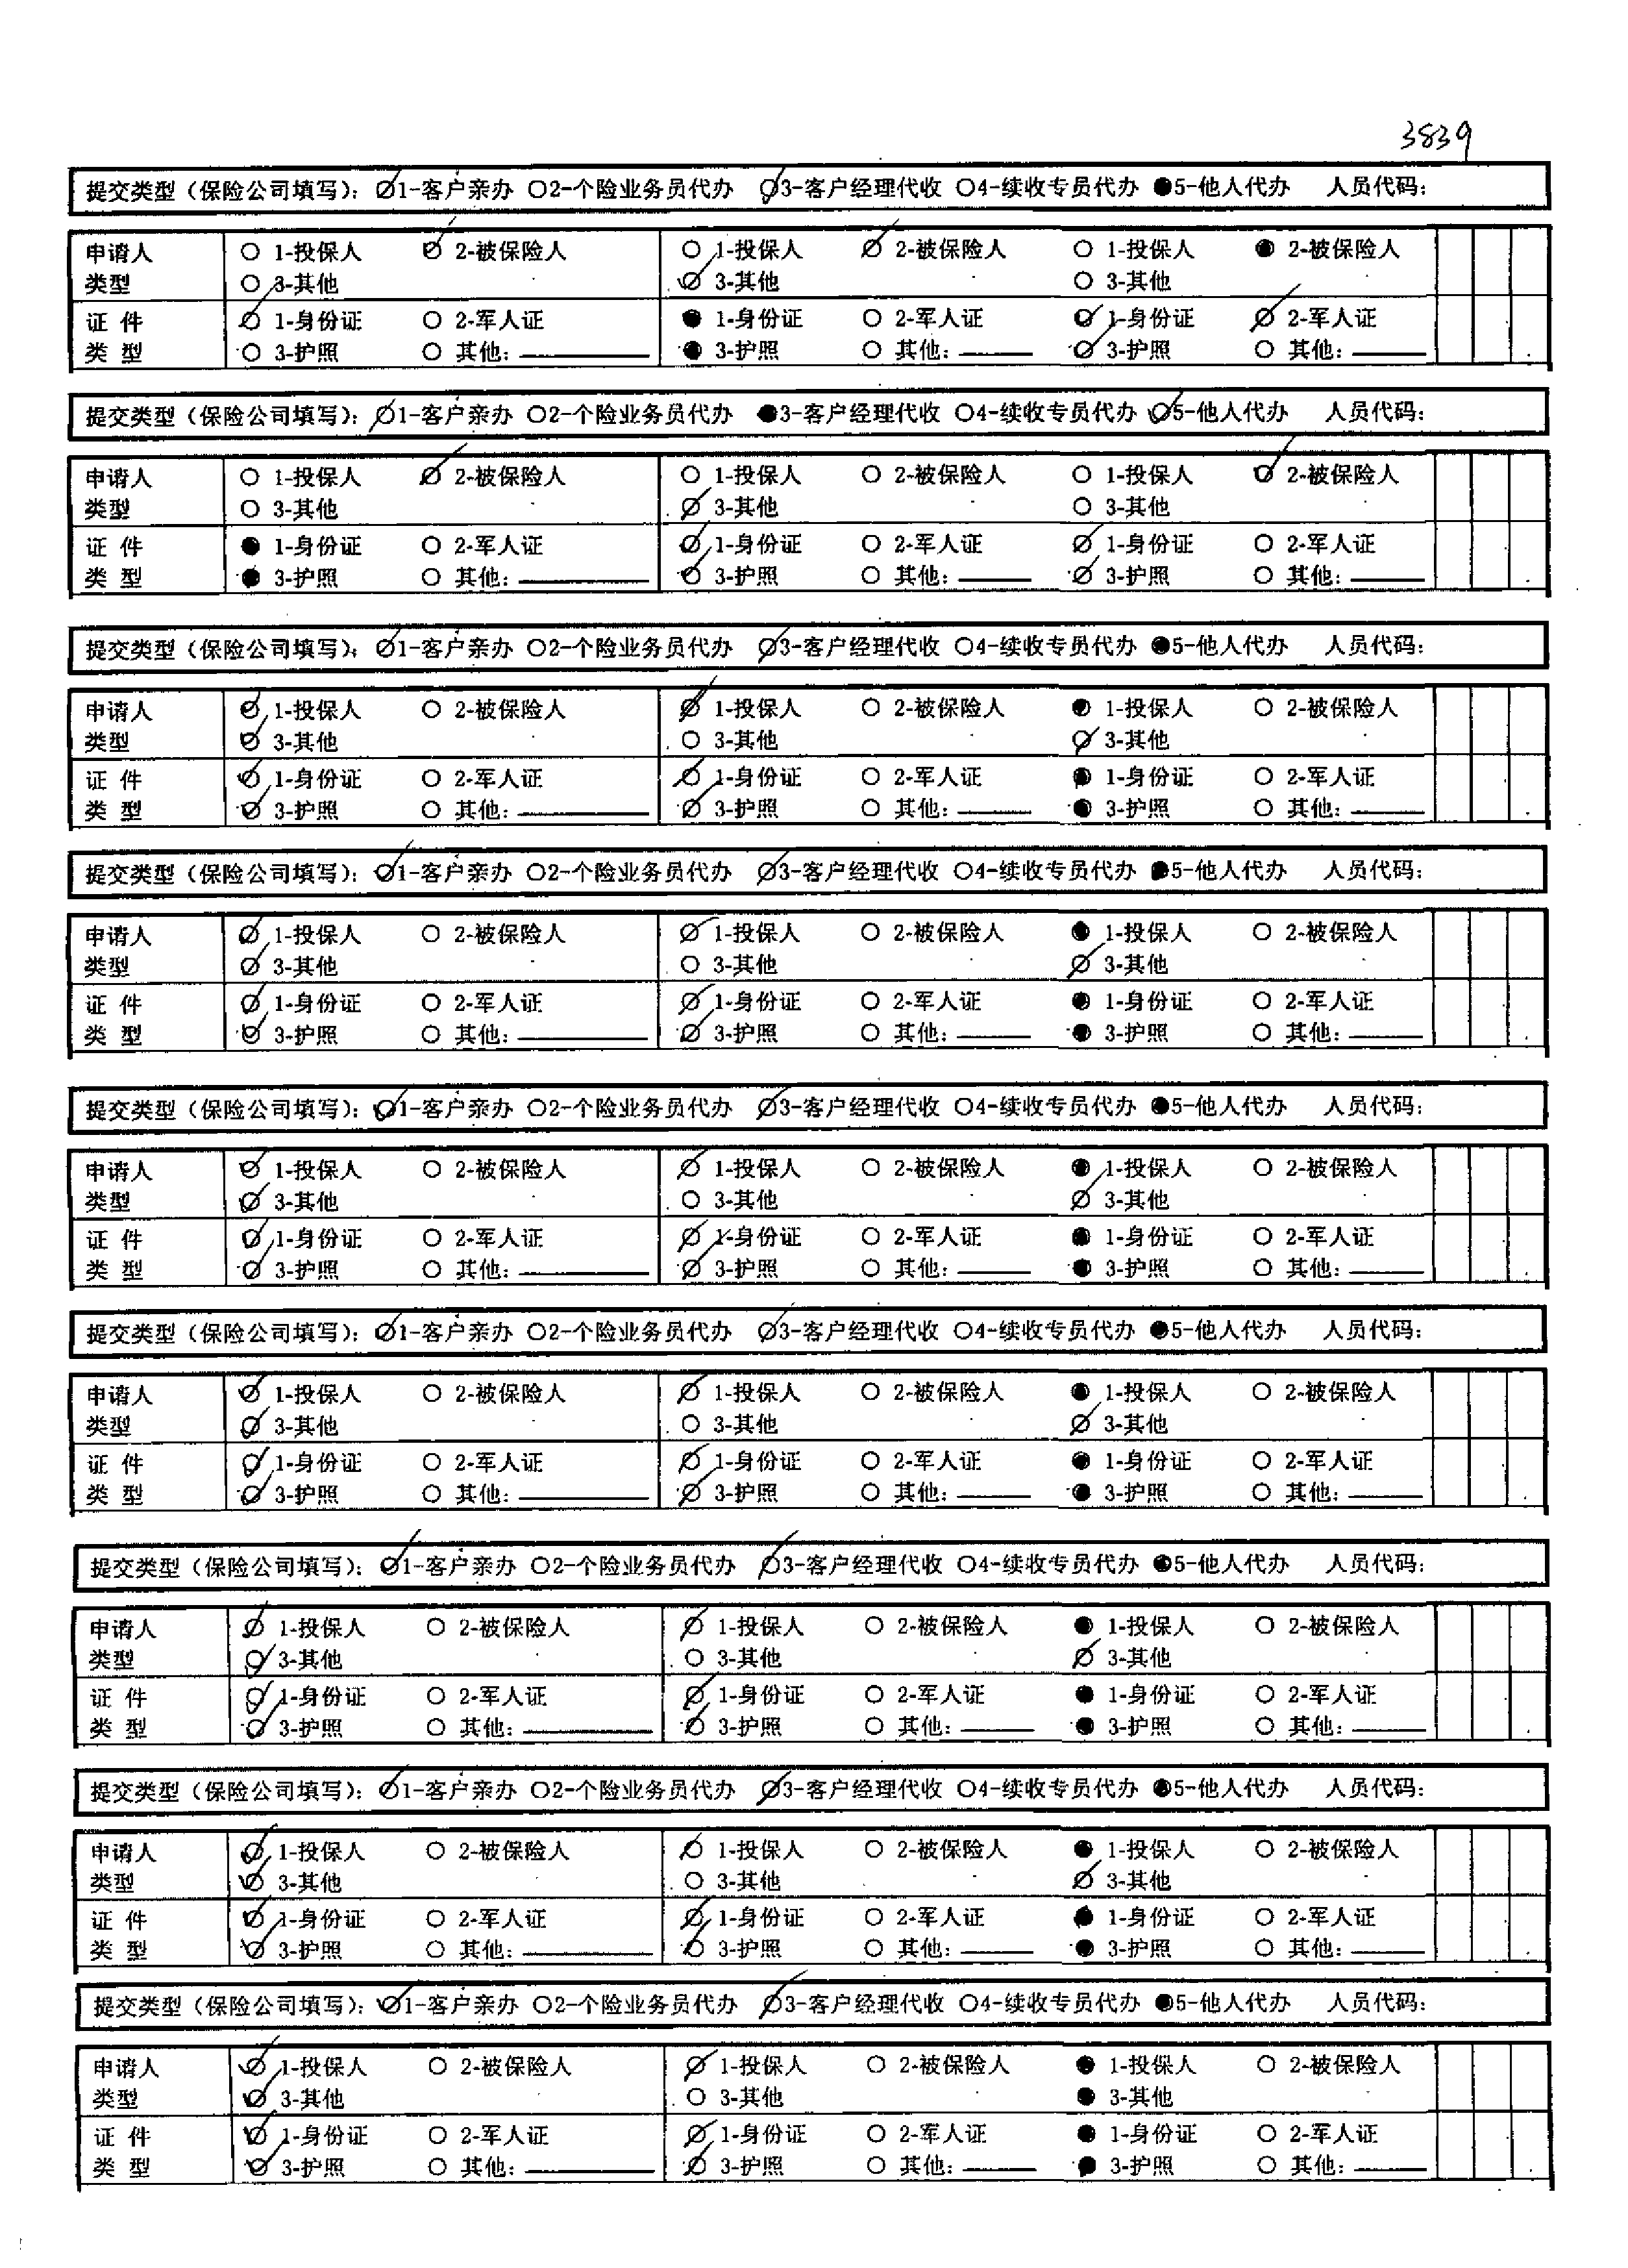 3839
提交类型（保险公司填写）：1-客户亲办 2-个险业务员代办 3-客户经理代收 4-续收专员代办 5-他人代办 人员代码：
申请人 1-投保人 2-被保险人 1-投保人 2-被保险人 1-投保人 2-被保险人
类型 3-其他 3-其他 3-其他
证 件 1-身份证 2-军人证 1-身份证 2-军人证 1-身份证 2-军人证
类 型 3-护照 其他： 3-护照 其他： 3-护照 其他：
提交类型（保险公司填写）：1-客户亲办 2-个险业务员代办 3-客户经理代收 4-续收专员代办 5-他人代办 人员代码：
申请人 1-投保人 2-被保险人 1-投保人 2-被保险人 1-投保人 2-被保险人
类型 3-其他 3-其他 3-其他
证 件 1-身份证 2-军人证 1-身份证 2-军人证 1-身份证 2-军人证
类 型 3-护照 其他： 3-护照 其他： 3-护照 其他：
提交类型（保险公司填写）：1-客户亲办 2-个险业务员代办 3-客户经理代收 4-续收专员代办 5-他人代办 人员代码：
申请人 1-投保人 2-被保险人 1-投保人 2-被保险人 1-投保人 2-被保险人
类型 3-其他 3-其他 3-其他
证 件 1-身份证 2-军人证 1-身份证 2-军人证 1-身份证 2-军人证
类 型 3-护照 其他： 3-护照 其他： 3-护照 其他：
提交类型（保险公司填写）：1-客户亲办 2-个险业务员代办 3-客户经理代收 4-续收专员代办 5-他人代办 人员代码：
申请人 1-投保人 2-被保险人 1-投保人 2-被保险人 1-投保人 2-被保险人
类型 3-其他 3-其他 3-其他
证 件 1-身份证 2-军人证 1-身份证 2-军人证 1-身份证 2-军人证
类 型 3-护照 其他： 3-护照 其他： 3-护照 其他：
提交类型（保险公司填写）：1-客户亲办 2-个险业务员代办 3-客户经理代收 4-续收专员代办 5-他人代办 人员代码：
申请人 1-投保人 2-被保险人 1-投保人 2-被保险人 1-投保人 2-被保险人
类型 3-其他 3-其他 3-其他
证 件 1-身份证 2-军人证 1-身份证 2-军人证 1-身份证 2-军人证
类 型 3-护照 其他： 3-护照 其他： 3-护照 其他：
提交类型（保险公司填写）：1-客户亲办 2-个险业务员代办 3-客户经理代收 4-续收专员代办 5-他人代办 人员代码：
申请人 1-投保人 2-被保险人 1-投保人 2-被保险人 1-投保人 2-被保险人
类型 3-其他 3-其他 3-其他
证 件 1-身份证 2-军人证 1-身份证 2-军人证 1-身份证 2-军人证
类 型 3-护照 其他： 3-护照 其他： 3-护照 其他：
提交类型（保险公司填写）：1-客户亲办 2-个险业务员代办 3-客户经理代收 4-续收专员代办 5-他人代办 人员代码：
申请人 1-投保人 2-被保险人 1-投保人 2-被保险人 1-投保人 2-被保险人
类型 3-其他 3-其他 3-其他
证 件 1-身份证 2-军人证 1-身份证 2-军人证 1-身份证 2-军人证
类 型 3-护照 其他： 3-护照 其他： 3-护照 其他：
提交类型（保险公司填写）：1-客户亲办 2-个险业务员代办 3-客户经理代收 4-续收专员代办 5-他人代办 人员代码：
申请人 1-投保人 2-被保险人 1-投保人 2-被保险人 1-投保人 2-被保险人
类型 3-其他 3-其他 3-其他
证 件 1-身份证 2-军人证 1-身份证 2-军人证 1-身份证 2-军人证
类 型 3-护照 其他： 3-护照 其他： 3-护照 其他：
提交类型（保险公司填写）：1-客户亲办 2-个险业务员代办 3-客户经理代收 4-续收专员代办 5-他人代办 人员代码：
申请人 1-投保人 2-被保险人 1-投保人 2-被保险人 1-投保人 2-被保险人
类型 3-其他 3-其他 3-其他
证 件 1-身份证 2-军人证 1-身份证 2-军人证 1-身份证 2-军人证
类 型 3-护照 其他： 3-护照 其他： 3-护照 其他：